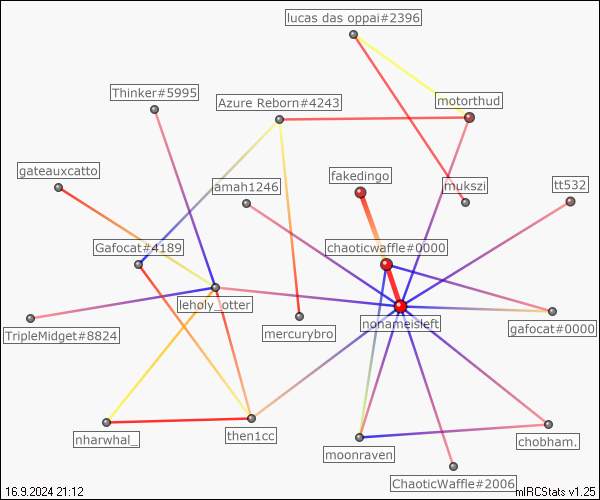 lucas das oppai#2396
Thinker#5995
Azure Reborn#4243
motorthud
gateauxcatto
amah1246
fakedingo
mukszi
tt532
Gafocat#4189
chaoticwaffle#0000
leholy_otter
TripleMidget#8824
mercurybro
nonameisleft
gafocat#0000
nharwhal_
then1cc
moonraven
chobham.
ChaoticWaffle#2006
16.9.2024 21:12
mIRCStats v1.25